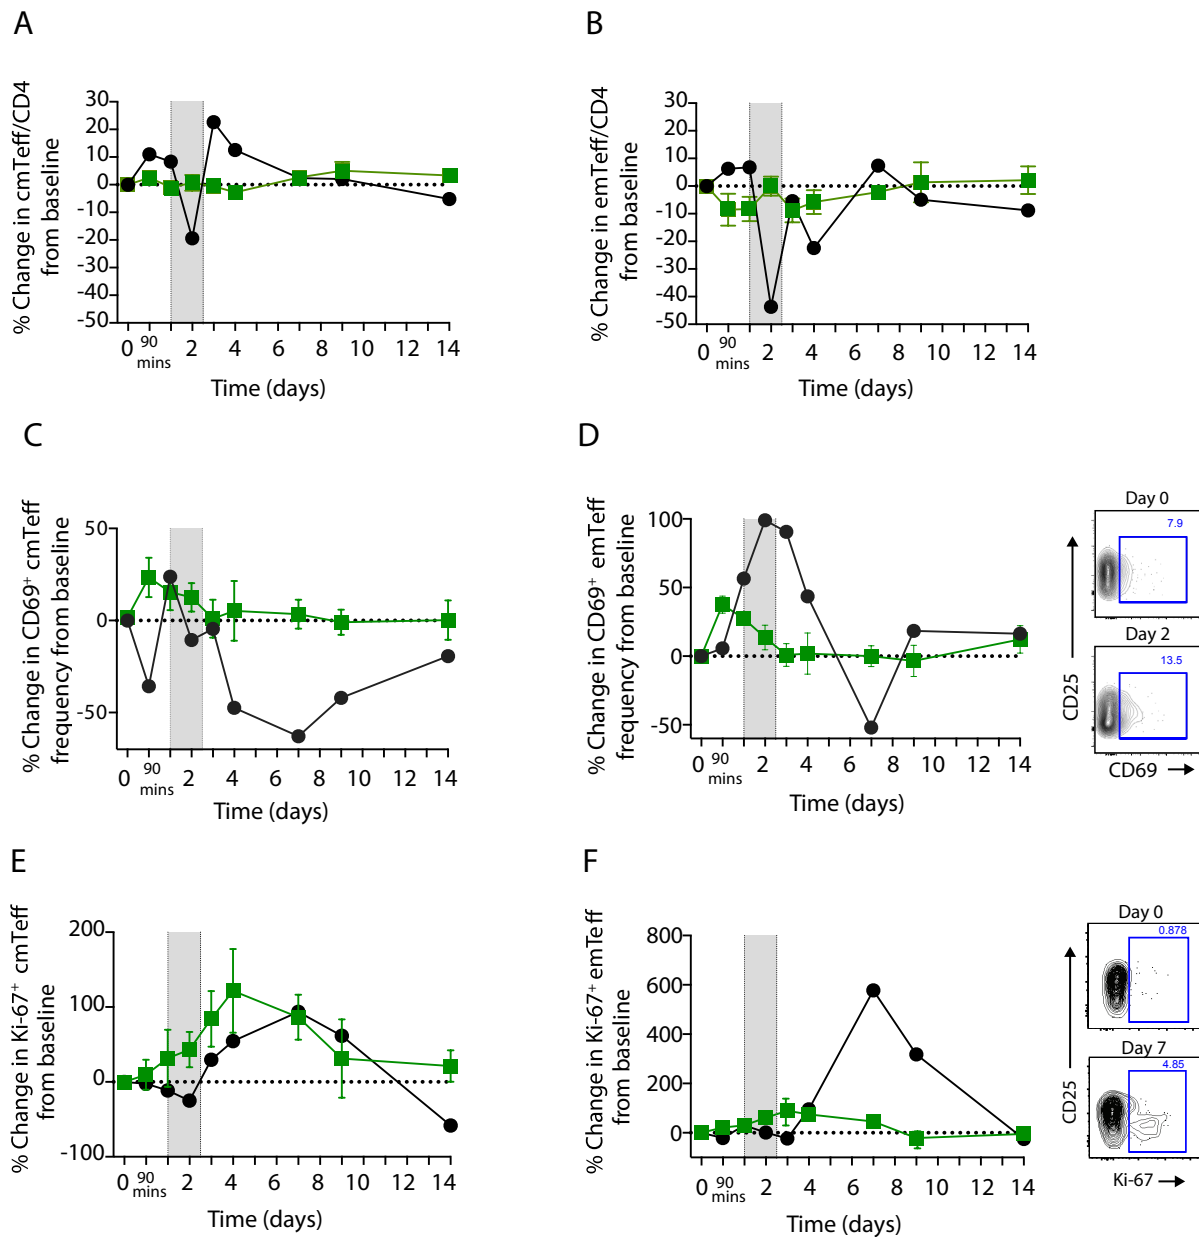 A
% Change in cmTeff/CD4
from baseline
30
20
10
0
-10
-20
-30
-40
-50
0 90 2 4 6 8 10 12 14
mins
Time (days)
B
% Change in emTeff/CD4
from baseline
30
20
10
0
-10
-20
-30
-40
-50
0 90 2 4 6 8 10 12 14
mins
Time (days)
C
% Change in CD69⁺ cmTeff
frequency from baseline
50
0
-50
0 90 2 4 6 8 10 12 14
mins
Time (days)
D
% Change in CD69⁺ emTeff
frequency from baseline
100
50
0
-50
0 90 2 4 6 8 10 12 14
mins
Time (days)
Day 0
7.9
Day 2
13.5
CD25
CD69
E
% Change in Ki-67⁺ cmTeff
from baseline
200
100
0
-100
0 90 2 4 6 8 10 12 14
mins
Time (days)
F
% Change in Ki-67⁺ emTeff
from baseline
800
600
400
200
0
0 90 2 4 6 8 10 12 14
mins
Time (days)
Day 0
0.878
Day 7
4.85
CD25
Ki-67